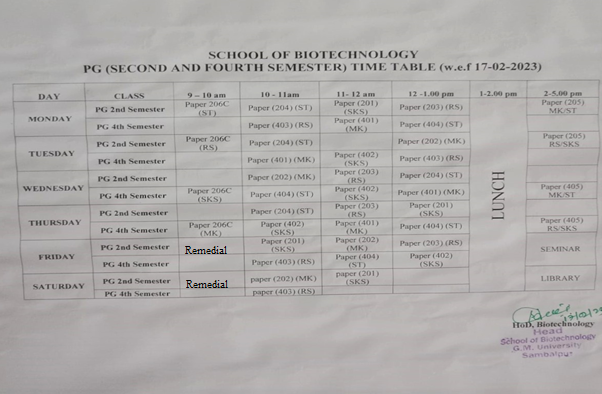 SCHOOL OF BIOTECHNOLOGY
PG (SECOND AND FOURTH SEMESTER) TIME TABLE (w.e.f 17-02-2023)
DAY CLASS 9 – 10 am 10 - 11am 11- 12 am 12 -1.00 pm 1-2.00 pm 2-5.00 pm
MONDAY PG 2nd Semester Paper 206C (ST) Paper (204) (ST) Paper (201) (SKS) Paper (203) (RS) Paper (205) MK/ST
PG 4th Semester Paper (403) (RS) Paper (401) (MK) Paper (404) (ST)
TUESDAY PG 2nd Semester Paper 206C (RS) Paper (204) (ST) Paper (202) (MK) Paper (205) RS/SKS
PG 4th Semester Paper (401) (MK) Paper (402) (SKS) Paper (403) (RS)
WEDNESDAY PG 2nd Semester Paper (202) (MK) Paper (203) (RS) Paper (204) (ST)
PG 4th Semester Paper 206C (SKS) Paper (404) (ST) Paper (402) (SKS) Paper (401) (MK) Paper (405) MK/ST
LUNCH
THURSDAY PG 2nd Semester Paper (204) (ST) Paper (203) (RS) Paper (201) (SKS)
PG 4th Semester Paper 206C (MK) Paper (402) (SKS) Paper (401) (MK) Paper (404) (ST) Paper (405) RS/SKS
FRIDAY PG 2nd Semester Remedial Paper (201) (SKS) Paper (202) (MK) Paper (203) (RS) SEMINAR
PG 4th Semester Paper (403) (RS) Paper (404) (ST) Paper (402) (SKS)
SATURDAY PG 2nd Semester Remedial paper (202) (MK) paper (201) (SKS) LIBRARY
PG 4th Semester paper (403) (RS)
HoD, Biotechnology
Head
School of Biotechnology
G.M. University
Sambalpur